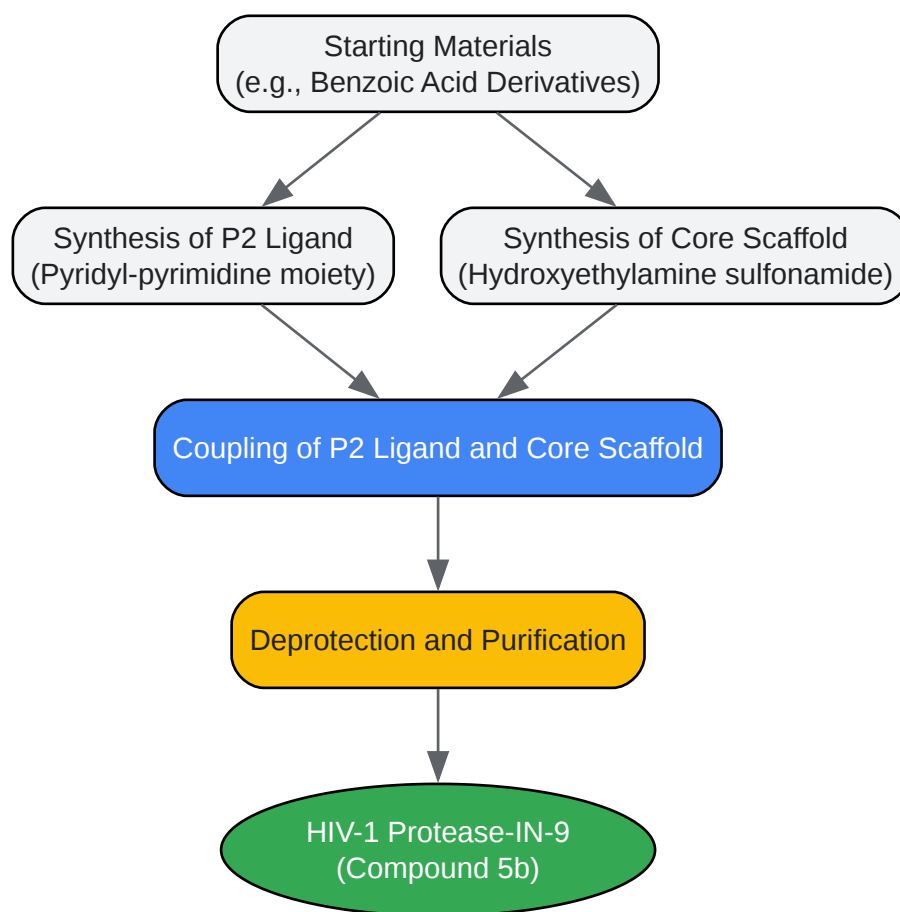 Starting Materials
(e.g., Benzoic Acid Derivatives)
Synthesis of P2 Ligand
(Pyridyl-pyrimidine moiety)
Synthesis of Core Scaffold
(Hydroxyethylamine sulfonamide)
Coupling of P2 Ligand and Core Scaffold
Deprotection and Purification
HIV-1 Protease-IN-9
(Compound 5b)